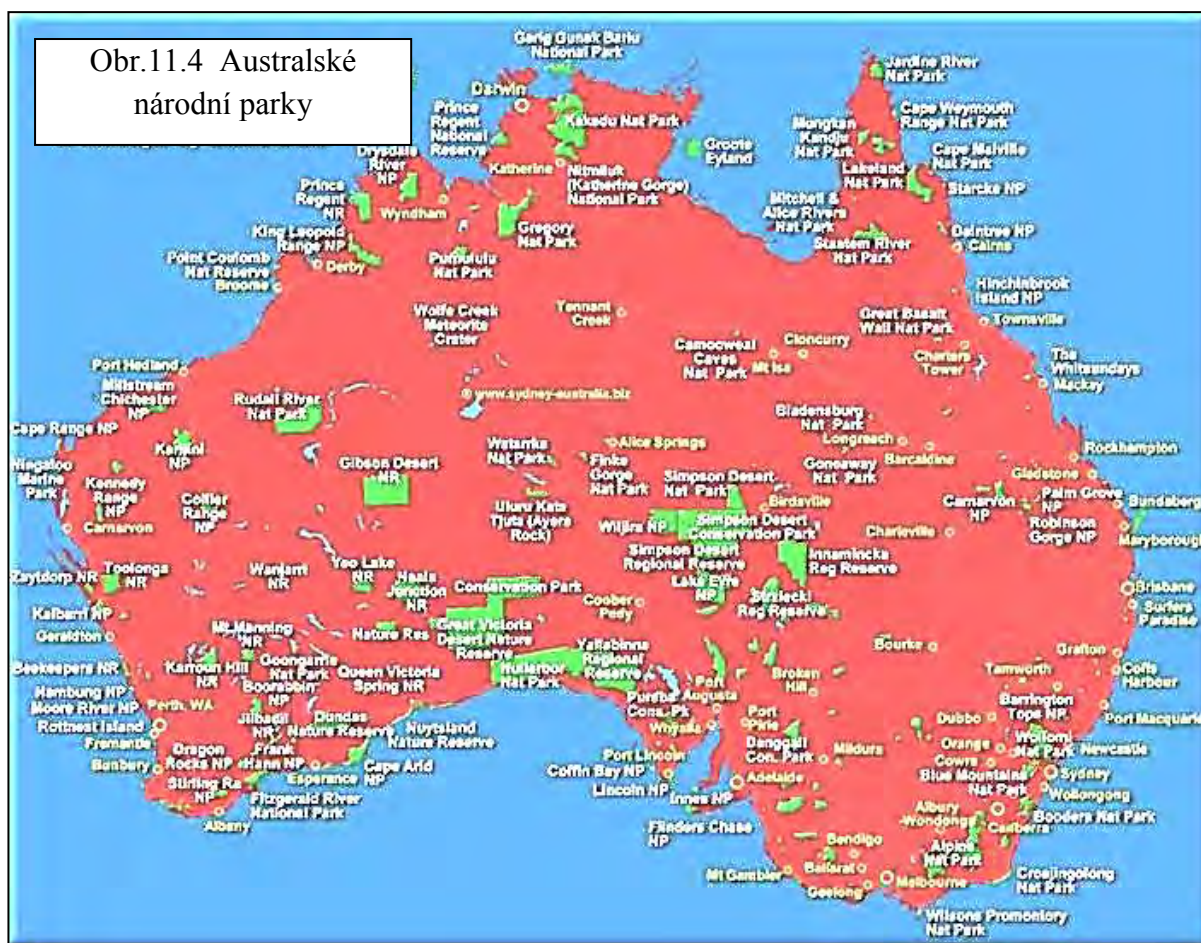 Obr.11.4 Australské
národní parky
Garig Gunak Barlu
National Park
Darwin
Prince
Regent
National
Reserve
Kakadu Nat Park
Groote
Eyland
Jardine River
Nat Park
Cape Weymouth
Range Nat Park
Mungkan
Kandju
Nat Park
Cape Melville
Nat Park
Lakeland
Nat Park
Starcke NP
Drysdale
River
NP
Katherine
Nitmiluk
(Katherine Gorge)
National Park
Prince
Regent
NR
Wyndham
Gregory
Nat Park
Mitchell &
Alice Rivers
Nat Park
Staaten River
Nat Park
Daintree NP
Cairns
King Leopold
Range NP
Derby
Purnululu
Nat Park
Point Coulomb
Nat Reserve
Broome
Hinchinbrook
Island NP
Townsville
Wolfe Creek
Meteorite
Crater
Tennant
Creek
Great Basalt
Wall Nat Park
Charters
Tower
Camooweal
Caves
Nat Park
Cloncurry
Mt Isa
The
Whitsundays
Mackay
Port Hedland
Millstream
Chichester
NP
Rudall River
Nat Park
www.sydney-australia.biz
Bladensburg
Nat Park
Longreach
Barcaldine
Rockhampton
Gladstone
Cape Range NP
Ningaloo
Marine
Park
Karijini
NP
Kennedy
Range
NP
Collier
Range
NP
Carnarvon
Gibson Desert
NR
Watarrka
Nat Park
Alice Springs
Finke
Gorge
Nat Park
Uluru Kata
Tjuta (Ayers
Rock)
Simpson Desert
Nat Park
Goneaway
Nat Park
Birdsville
Witjira NP
Simpson Desert
Conservation Park
Simpson Desert
Regional Reserve
Innamincka
Reg Reserve
Lake Eyre
NP
Strzlecki
Reg Reserve
Carnarvon
NP
Palm Grove
NP
Robinson
Gorge NP
Bundaberg
Maryborough
Charleville
Brisbane
Surfers
Paradise
Zuytdorp NR
Toolonga
NR
Kalbarri NP
Geraldton
Wanjarri
NR
Yeo Lake
NR
Neale
Junction
NR
Nature Res
Conservation Park
Great Victoria
Desert Nature
Reserve
Coober
Pedy
Mt Manning
NR
Karroun Hill
NR
Goongarrie
Nat Park
Boorabbin
NP
Queen Victoria
Spring NR
Nullarbor
Nat Park
Yallabinna
Regional
Reserve
Bourke
Grafton
Coffs
Harbour
Tamworth
Beekeepers NR
Nambung NP
Moore River NP
Perth, WA
Rottnest Island
Fremantle
Bunbury
Jilbadji
NR
Dundas
Nature Reserve
Nuytsland
Nature Reserve
Dragon
Rocks NP
Frank
Hann NP
Esperance
Cape Arid
NP
Stirling Ra
NP
Fitzgerald River
National Park
Albany
Pureba
Cons. Pk
Port
Augusta
Whyalla
Port
Pirie
Broken
Hill
Danggali
Con. Park
Mildura
Port Lincoln
Coffin Bay NP
Lincoln NP
Adelaide
Innes NP
Flinders Chase
NP
Barrington
Tops NP
Port Macquarie
Dubbo
Wollomi
Nat Park
Newcastle
Orange
Cowra
Blue Mountains
Nat Park
Sydney
Wollongong
Albury
Wondonga
Canberra
Booderee Nat Park
Bendigo
Ballarat
Alpine
Nat Park
Mt Gambier
Geelong
Melbourne
Croajingolong
Nat Park
Wilsons Promontory
Nat Park